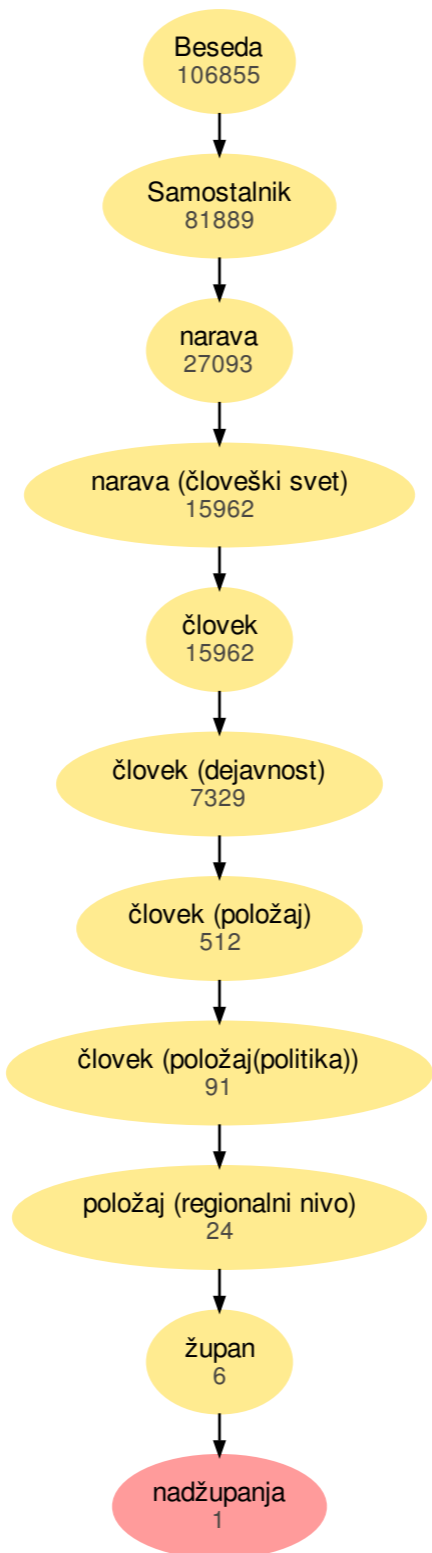 Beseda
106855
Samostalnik
81889
narava
27093
narava (človeški svet)
15962
človek
15962
človek (dejavnost)
7329
človek (položaj)
512
človek (položaj(politika))
91
položaj (regionalni nivo)
24
župan
6
nadžupanja
1